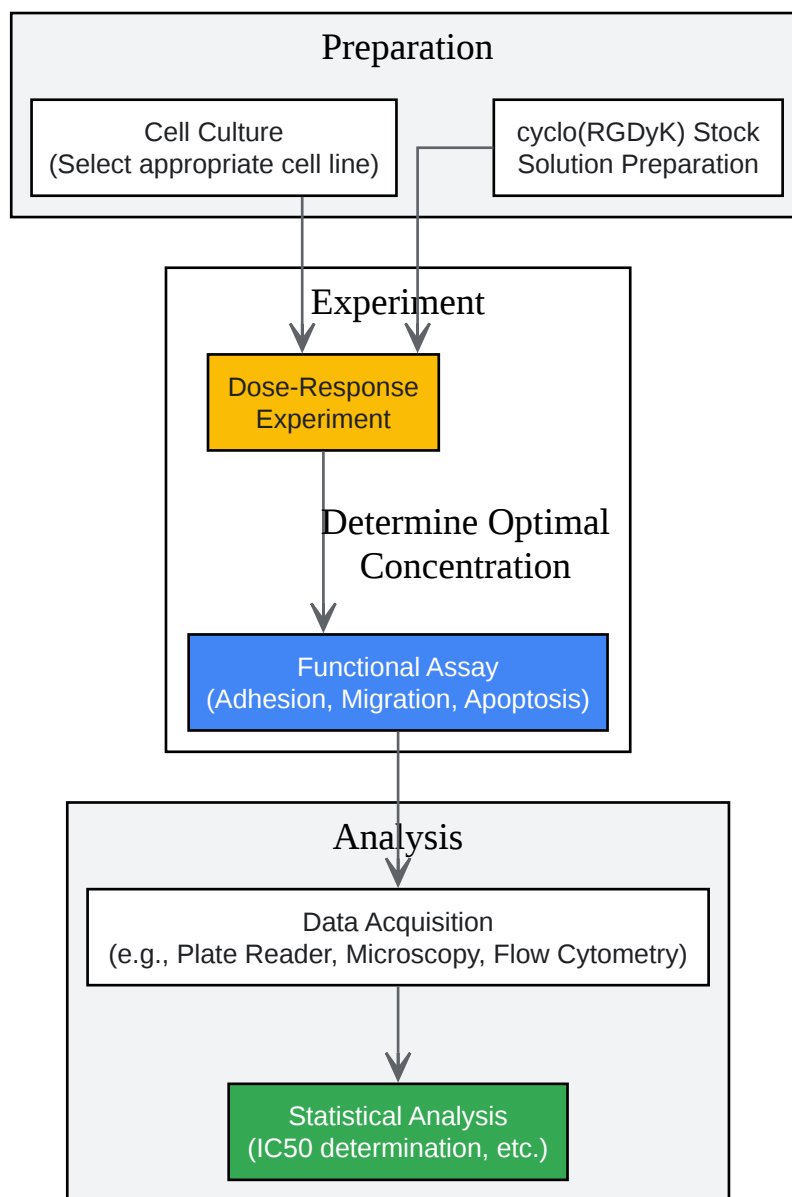 Preparation
Cell Culture
(Select appropriate cell line)
cyclo(RGDyK) Stock
Solution Preparation
Experiment
Dose-Response
Experiment
Determine Optimal
Concentration
Functional Assay
(Adhesion, Migration, Apoptosis)
Analysis
Data Acquisition
(e.g., Plate Reader, Microscopy, Flow Cytometry)
Statistical Analysis
(IC50 determination, etc.)